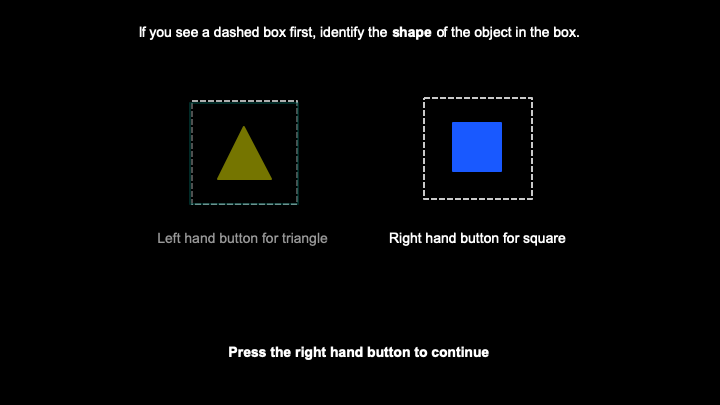 If you see a dashed box first, identify the shape of the object in the box.
Left hand button for triangle
Right hand button for square
Press the right hand button to continue